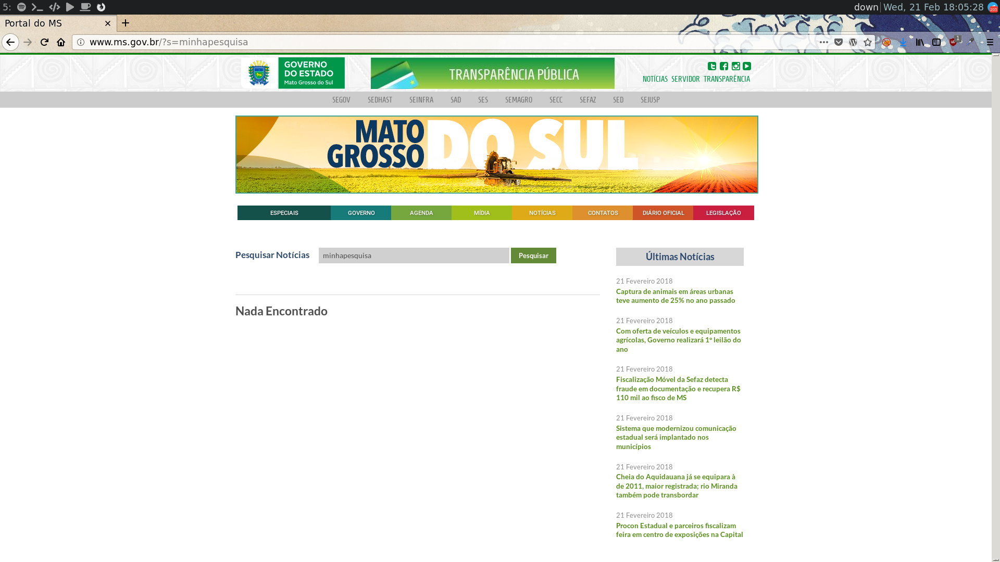 5:
down Wed, 21 Feb 18:05:28
205
Portal do MS
www.ms.gov.br/?s=minhapesquisa
1
GOVERNO
DO ESTADO
Mato Grosso do Sul
TRANSPARÊNCIA PÚBLICA
NOTÍCIAS SERVIDOR TRANSPARÊNCIA
SEGOV SEDHAST SEINFRA SAD SES SEMAGRO SECC SEFAZ SED SEJUSP
MATO
GROSSO
DO SUL
ESPECIAIS GOVERNO AGENDA MÍDIA NOTÍCIAS CONTATOS DIÁRIO OFICIAL LEGISLAÇÃO
Pesquisar Notícias minhapesquisa Pesquisar
Nada Encontrado
Últimas Notícias
21 Fevereiro 2018
Captura de animais em áreas urbanas
teve aumento de 25% no ano passado
21 Fevereiro 2018
Com oferta de veículos e equipamentos
agrícolas, Governo realizará 1º leilão do
ano
21 Fevereiro 2018
Fiscalização Móvel da Sefaz detecta
fraude em documentação e recupera R$
110 mil ao fisco de MS
21 Fevereiro 2018
Sistema que modernizou comunicação
estadual será implantado nos
municípios
21 Fevereiro 2018
Cheia do Aquidauana já se equipara à
de 2011, maior registrada; rio Miranda
também pode transbordar
21 Fevereiro 2018
Procon Estadual e parceiros fiscalizam
feira em centro de exposições na Capital